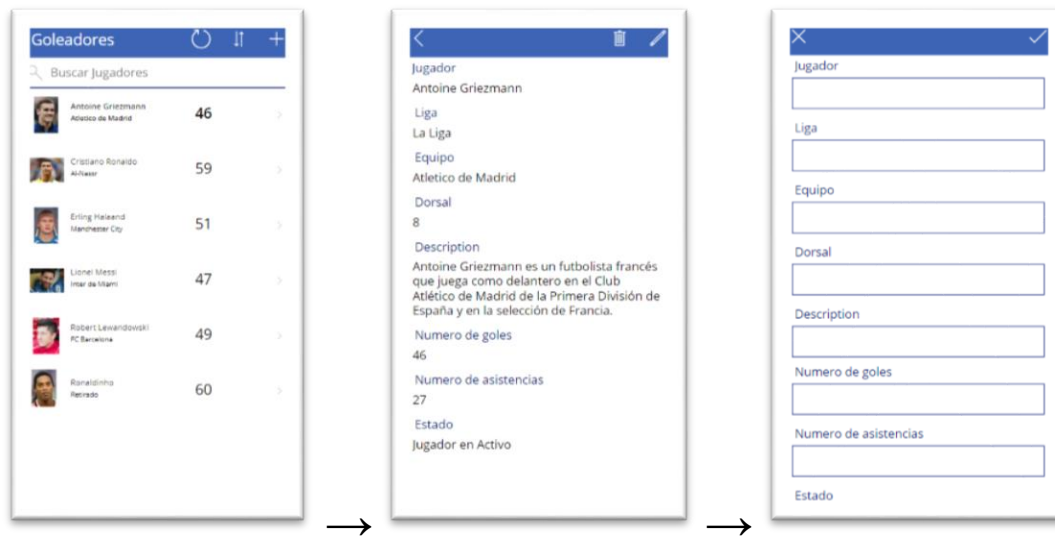 Goleadores
Buscar Jugadores
Antoine Griezmann
Atletico de Madrid
46
Cristiano Ronaldo
Al-Nassr
59
Erling Haleand
Manchester City
51
Lionel Messi
Inter de Miami
47
Robert Lewandowski
FC Barcelona
49
Ronaldinho
Retirado
60
→
Jugador
Antoine Griezmann
Liga
La Liga
Equipo
Atletico de Madrid
Dorsal
8
Description
Antoine Griezmann es un futbolista francés
que juega como delantero en el Club
Atlético de Madrid de la Primera División de
España y en la selección de Francia.
Numero de goles
46
Numero de asistencias
27
Estado
Jugador en Activo
→
Jugador
Liga
Equipo
Dorsal
Description
Numero de goles
Numero de asistencias
Estado